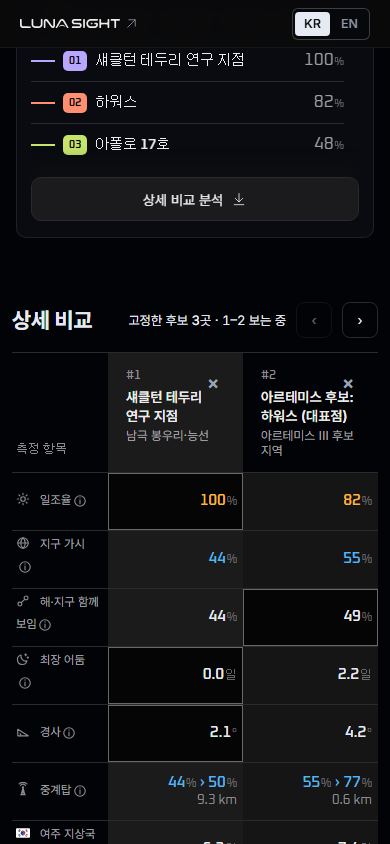 LUNA SIGHT ↗
KR EN
01 섀클턴 테두리 연구 지점 100%
02 하워스 82%
03 아폴로 17호 48%
상세 비교 분석
상세 비교 고정한 후보 3곳 · 1–2 보는 중 ‹ ›
#1 #2
섀클턴 테두리 × 아르테미스 후보: ×
연구 지점 하워스 (대표점)
남극 봉우리·능선 아르테미스 III 후보
측정 항목 지역
일조율 ⓘ 100% 82%
지구 가시 ⓘ 44% 55%
해·지구 함께
보임 ⓘ 44% 49%
최장 어둠 ⓘ 0.0일 2.2일
경사 ⓘ 2.1° 4.2°
중계탑 ⓘ 44% › 50% 55% › 77%
9.3 km 0.6 km
여주 지상국